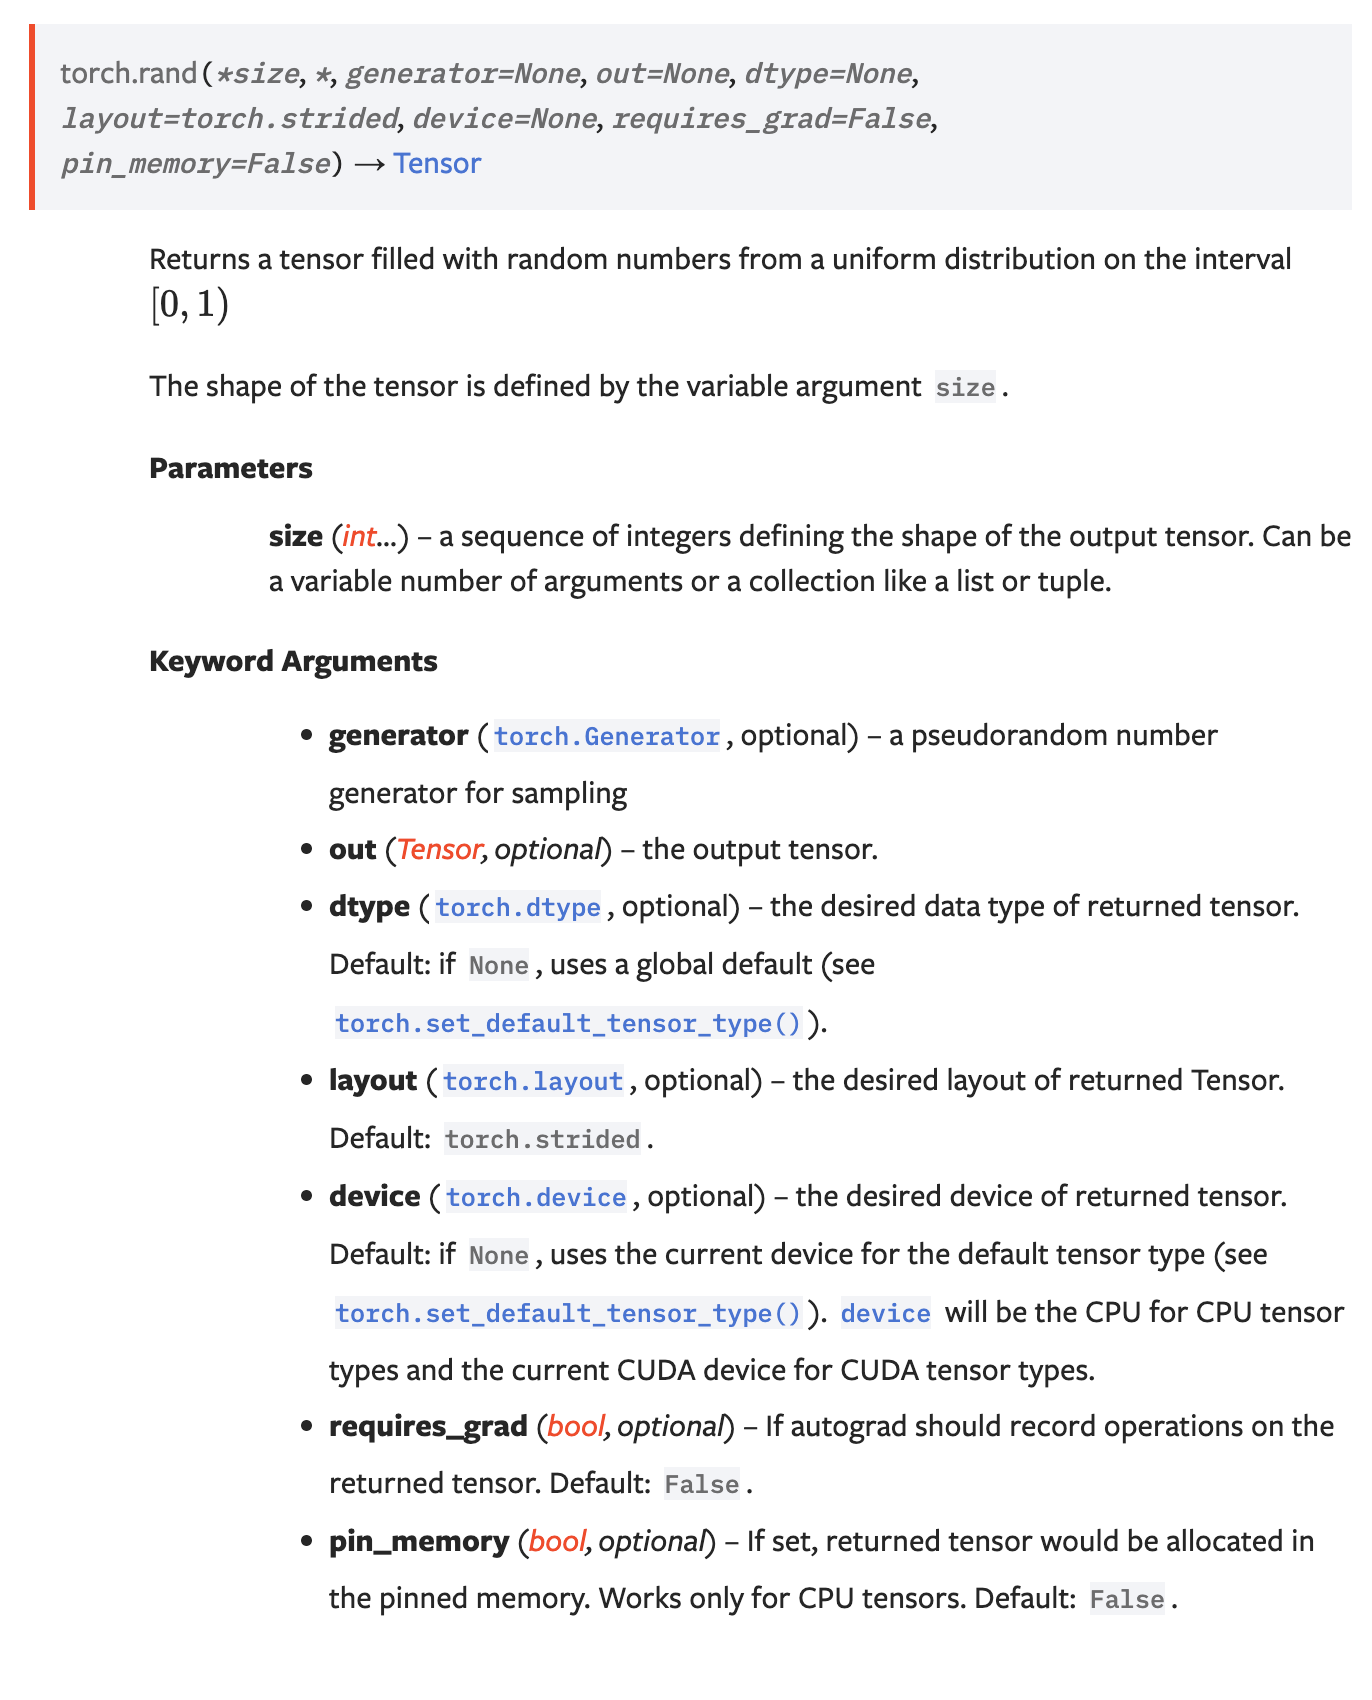 torch.rand(*size, *, generator=None, out=None, dtype=None,
layout=torch.strided, device=None, requires_grad=False,
pin_memory=False) → Tensor
Returns a tensor filled with random numbers from a uniform distribution on the interval
[0, 1)
The shape of the tensor is defined by the variable argument size.
Parameters
size (int...) – a sequence of integers defining the shape of the output tensor. Can be
a variable number of arguments or a collection like a list or tuple.
Keyword Arguments
• generator (torch.Generator, optional) – a pseudorandom number
generator for sampling
• out (Tensor, optional) – the output tensor.
• dtype (torch.dtype, optional) – the desired data type of returned tensor.
Default: if None, uses a global default (see
torch.set_default_tensor_type()).
• layout (torch.layout, optional) – the desired layout of returned Tensor.
Default: torch.strided.
• device (torch.device, optional) – the desired device of returned tensor.
Default: if None, uses the current device for the default tensor type (see
torch.set_default_tensor_type()). device will be the CPU for CPU tensor
types and the current CUDA device for CUDA tensor types.
• requires_grad (bool, optional) – If autograd should record operations on the
returned tensor. Default: False.
• pin_memory (bool, optional) – If set, returned tensor would be allocated in
the pinned memory. Works only for CPU tensors. Default: False.